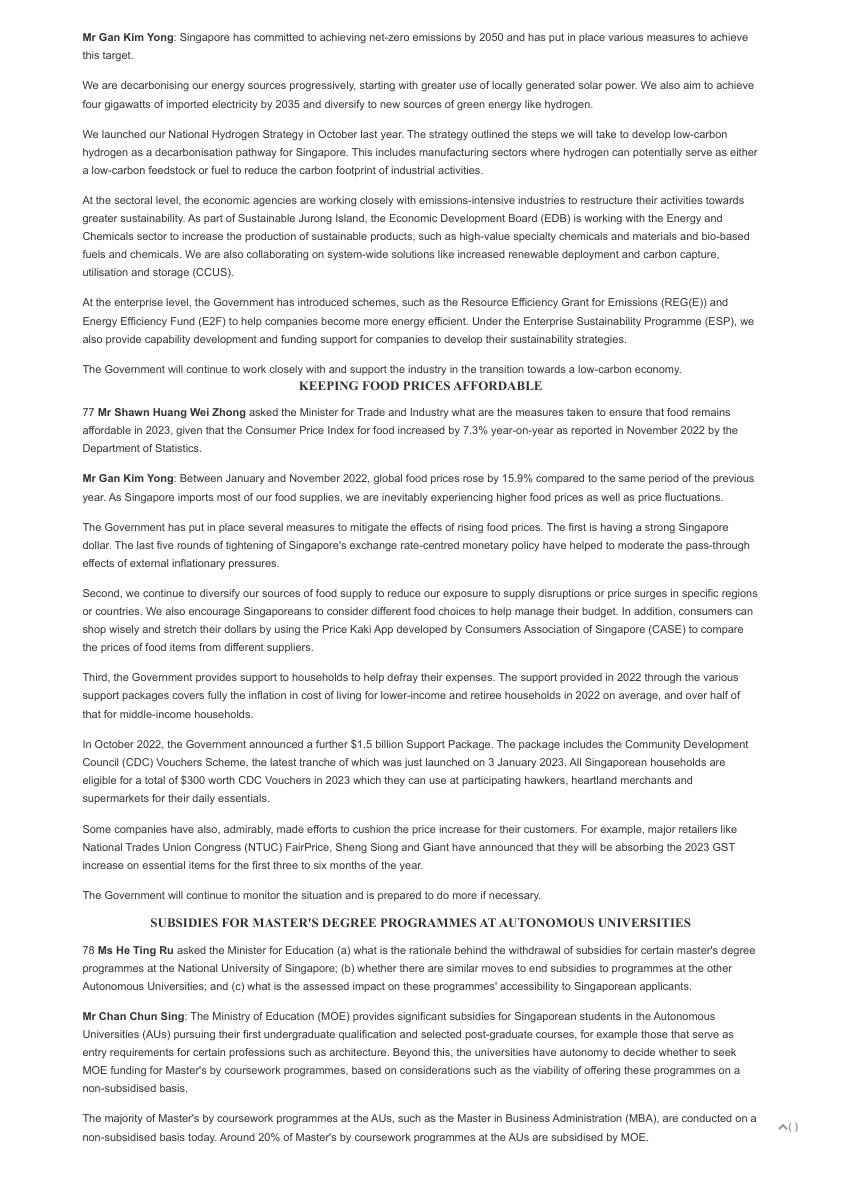 Mr Gan Kim Yong: Singapore has committed to achieving net-zero emissions by 2050 and has put in place various measures to achieve
this target.
We are decarbonising our energy sources progressively, starting with greater use of locally generated solar power. We also aim to achieve
four gigawatts of imported electricity by 2035 and diversify to new sources of green energy like hydrogen.
We launched our National Hydrogen Strategy in October last year. The strategy outlined the steps we will take to develop low-carbon
hydrogen as a decarbonisation pathway for Singapore. This includes manufacturing sectors where hydrogen can potentially serve as either
a low-carbon feedstock or fuel to reduce the carbon footprint of industrial activities.
At the sectoral level, the economic agencies are working closely with emissions-intensive industries to restructure their activities towards
greater sustainability. As part of Sustainable Jurong Island, the Economic Development Board (EDB) is working with the Energy and
Chemicals sector to increase the production of sustainable products, such as high-value specialty chemicals and materials and bio-based
fuels and chemicals. We are also collaborating on system-wide solutions like increased renewable deployment and carbon capture,
utilisation and storage (CCUS).
At the enterprise level, the Government has introduced schemes, such as the Resource Efficiency Grant for Emissions (REG(E)) and
Energy Efficiency Fund (E2F) to help companies become more energy efficient. Under the Enterprise Sustainability Programme (ESP), we
also provide capability development and funding support for companies to develop their sustainability strategies.
The Government will continue to work closely with and support the industry in the transition towards a low-carbon economy.
KEEPING FOOD PRICES AFFORDABLE
77 Mr Shawn Huang Wei Zhong asked the Minister for Trade and Industry what are the measures taken to ensure that food remains
affordable in 2023, given that the Consumer Price Index for food increased by 7.3% year-on-year as reported in November 2022 by the
Department of Statistics.
Mr Gan Kim Yong: Between January and November 2022, global food prices rose by 15.9% compared to the same period of the previous
year. As Singapore imports most of our food supplies, we are inevitably experiencing higher food prices as well as price fluctuations.
The Government has put in place several measures to mitigate the effects of rising food prices. The first is having a strong Singapore
dollar. The last five rounds of tightening of Singapore's exchange rate-centred monetary policy have helped to moderate the pass-through
effects of external inflationary pressures.
Second, we continue to diversify our sources of food supply to reduce our exposure to supply disruptions or price surges in specific regions
or countries. We also encourage Singaporeans to consider different food choices to help manage their budget. In addition, consumers can
shop wisely and stretch their dollars by using the Price Kaki App developed by Consumers Association of Singapore (CASE) to compare
the prices of food items from different suppliers.
Third, the Government provides support to households to help defray their expenses. The support provided in 2022 through the various
support packages covers fully the inflation in cost of living for lower-income and retiree households in 2022 on average, and over half of
that for middle-income households.
In October 2022, the Government announced a further $1.5 billion Support Package. The package includes the Community Development
Council (CDC) Vouchers Scheme, the latest tranche of which was just launched on 3 January 2023. All Singaporean households are
eligible for a total of $300 worth CDC Vouchers in 2023 which they can use at participating hawkers, heartland merchants and
supermarkets for their daily essentials.
Some companies have also, admirably, made efforts to cushion the price increase for their customers. For example, major retailers like
National Trades Union Congress (NTUC) FairPrice, Sheng Siong and Giant have announced that they will be absorbing the 2023 GST
increase on essential items for the first three to six months of the year.
The Government will continue to monitor the situation and is prepared to do more if necessary.
SUBSIDIES FOR MASTER'S DEGREE PROGRAMMES AT AUTONOMOUS UNIVERSITIES
78 Ms He Ting Ru asked the Minister for Education (a) what is the rationale behind the withdrawal of subsidies for certain master's degree
programmes at the National University of Singapore; (b) whether there are similar moves to end subsidies to programmes at the other
Autonomous Universities; and (c) what is the assessed impact on these programmes' accessibility to Singaporean applicants.
Mr Chan Chun Sing: The Ministry of Education (MOE) provides significant subsidies for Singaporean students in the Autonomous
Universities (AUs) pursuing their first undergraduate qualification and selected post-graduate courses, for example those that serve as
entry requirements for certain professions such as architecture. Beyond this, the universities have autonomy to decide whether to seek
MOE funding for Master's by coursework programmes, based on considerations such as the viability of offering these programmes on a
non-subsidised basis.
The majority of Master's by coursework programmes at the AUs, such as the Master in Business Administration (MBA), are conducted on a
non-subsidised basis today. Around 20% of Master's by coursework programmes at the AUs are subsidised by MOE.
( )